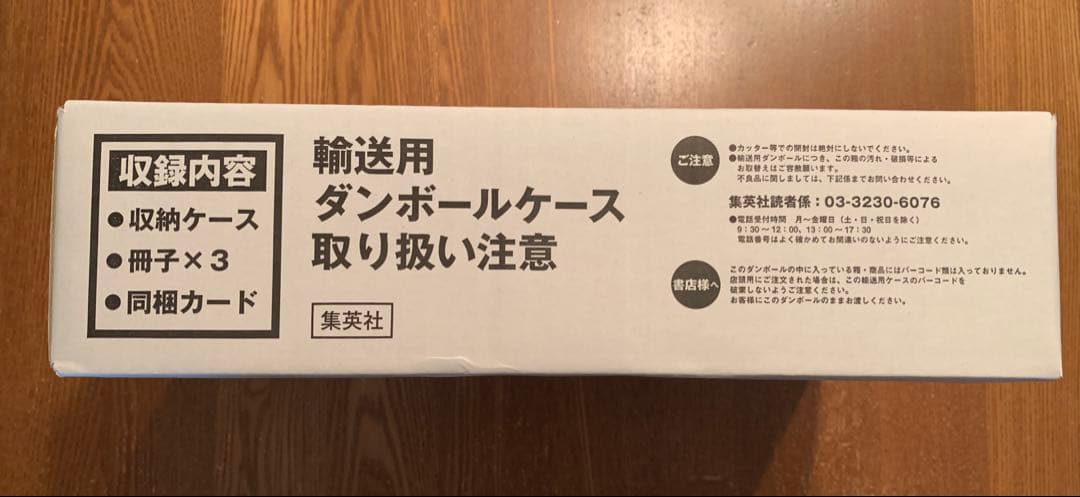 収録内容
●収納ケース
●冊子×3
●同梱カード
輸送用
ダンボールケース
取り扱い注意
集英社
ご注意
●カッター等での開封は絶対にしないでください。
●輸送用ダンボールにつき、この箱の汚れ・破損等による
お取替えはご容赦願います。
不良品に関しましては、下記係までお問い合わせください。
集英社読者係：03-3230-6076
●電話受付時間 月～金曜日（土・日・祝日を除く）
9：30～12：00、13：00～17：30
電話番号はよく確かめてお間違いのないようにご注意ください。
書店様へ
このダンボールの中に入っている箱・商品にはバーコード類は入っておりません。
店頭用にご注文された場合は、この輸送用ケースのバーコードを
破棄しないようご注意ください。
お客様にこのダンボールのままお渡しください。